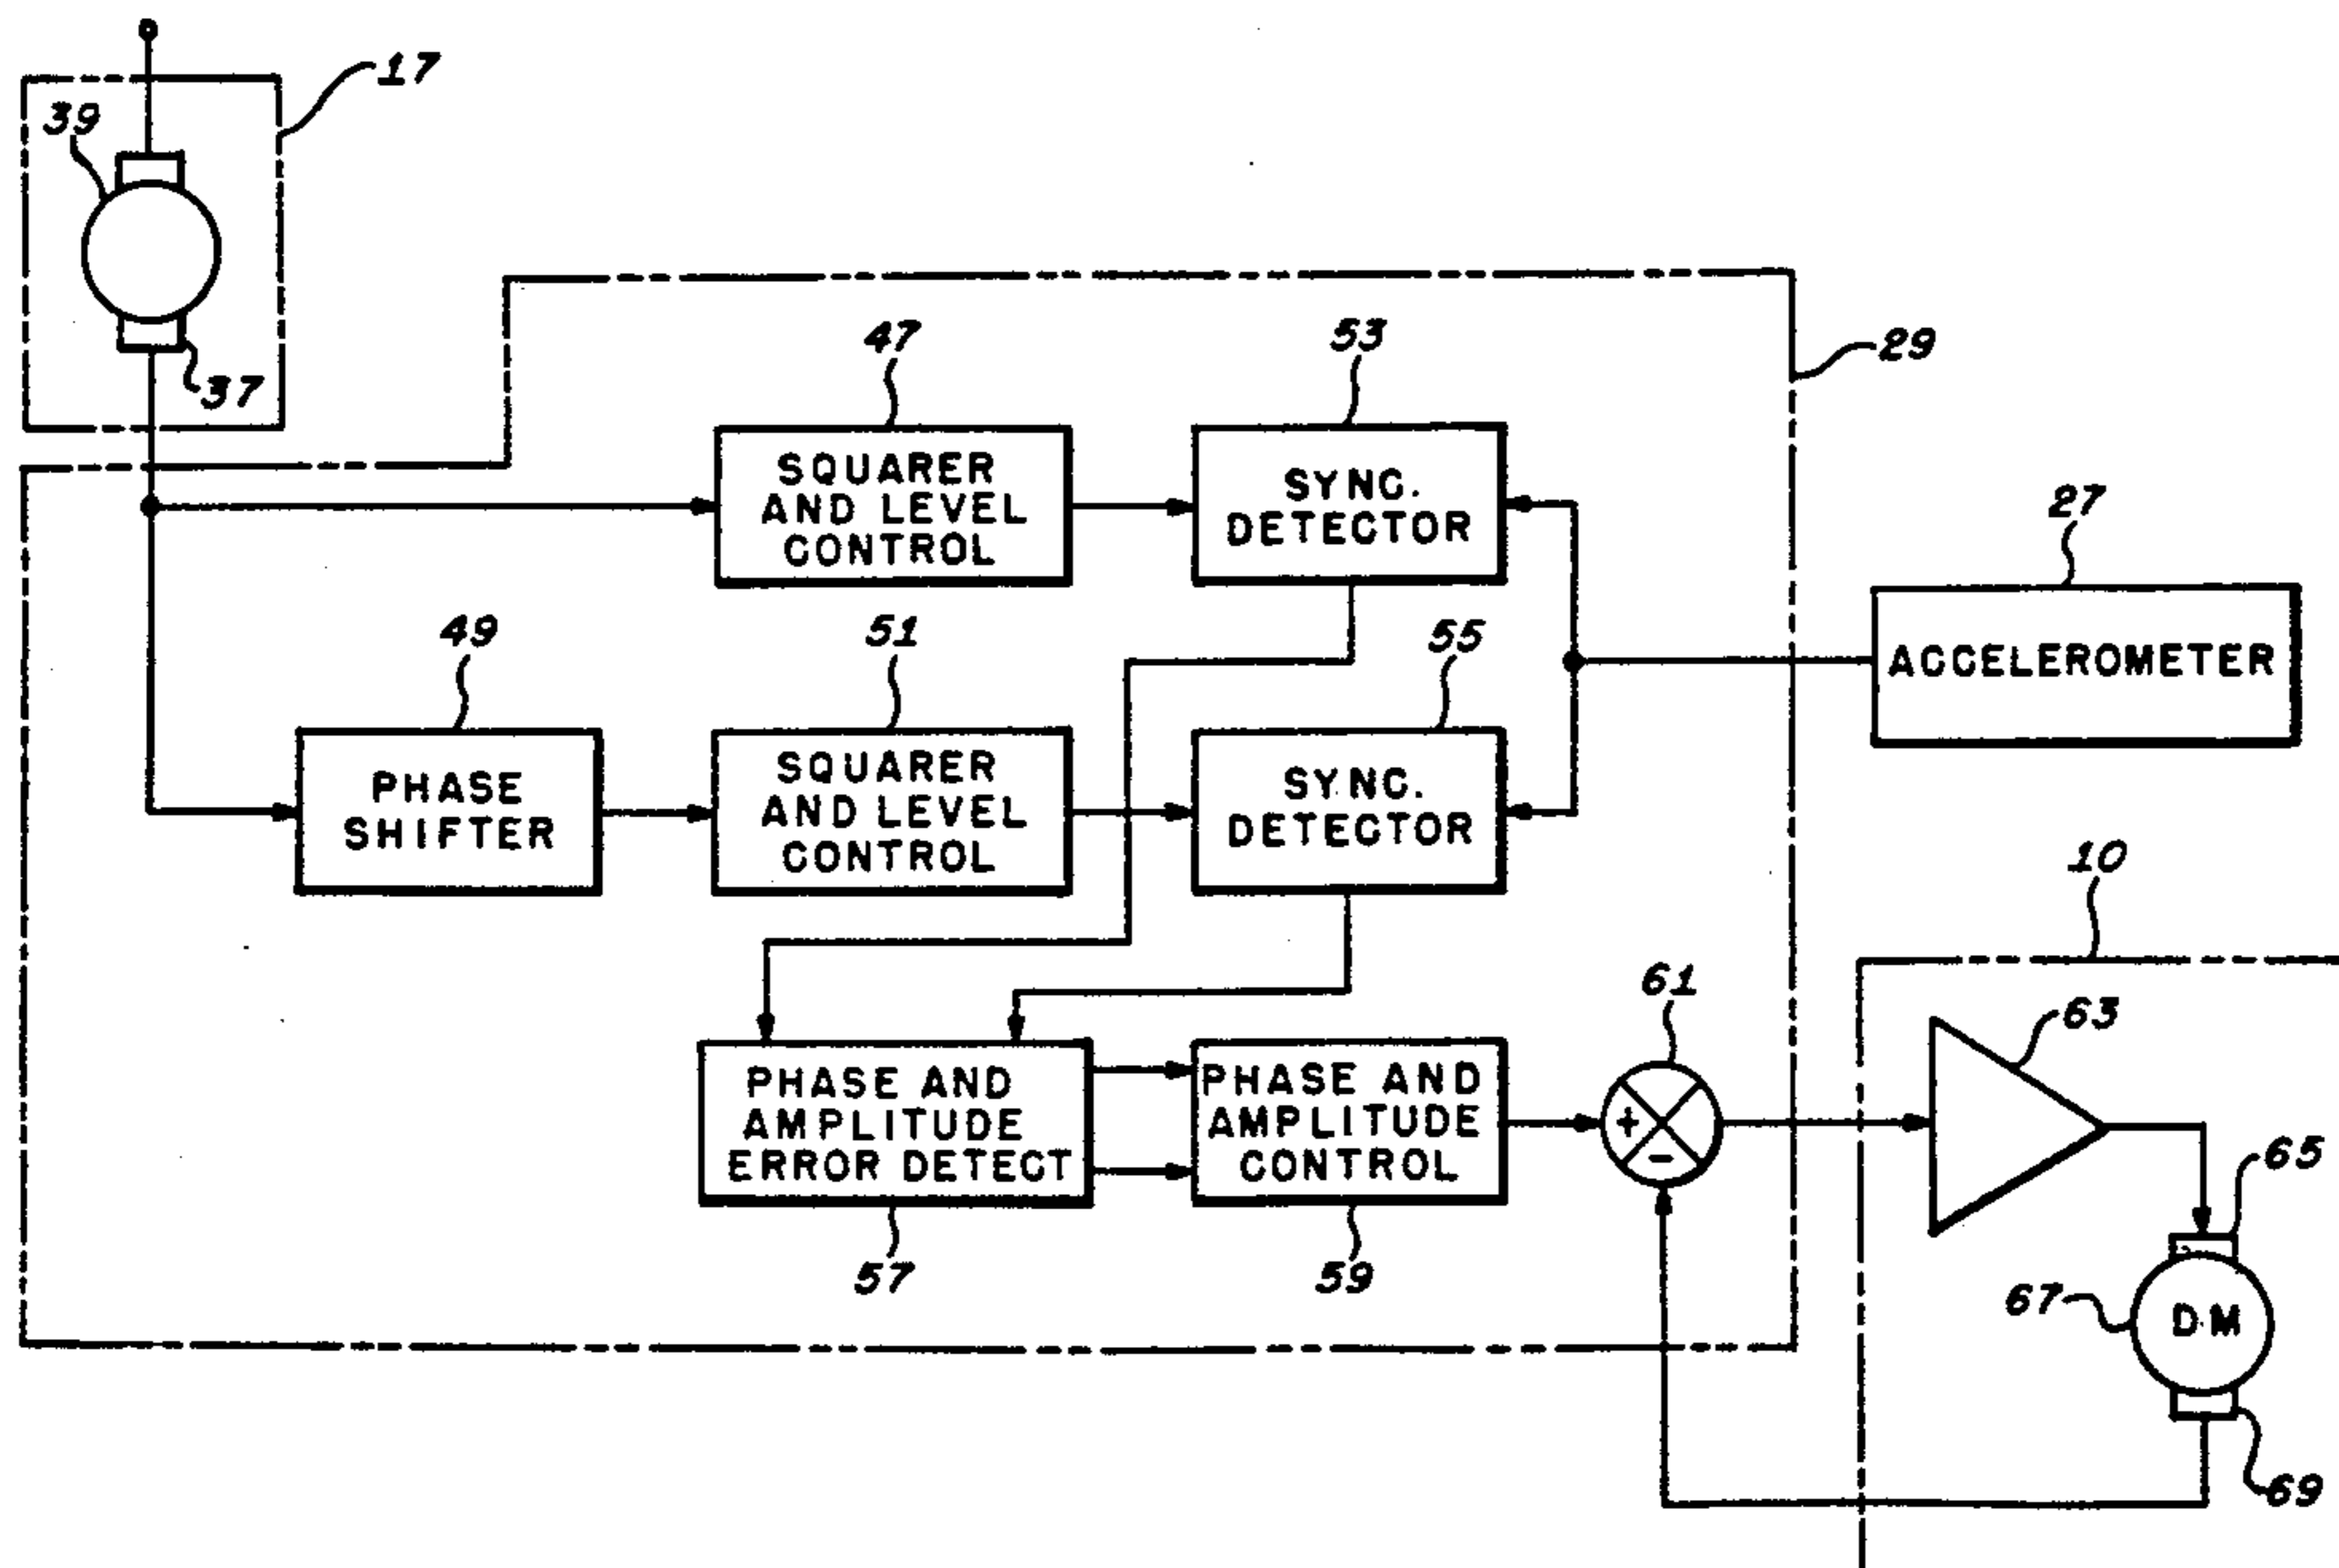 17
39
37
47
53
29
SQUARER
AND LEVEL
CONTROL
SYNC.
DETECTOR
27
ACCELEROMETER
49
51
55
PHASE
SHIFTER
SQUARER
AND LEVEL
CONTROL
SYNC.
DETECTOR
10
61
63
PHASE AND
AMPLITUDE
ERROR DETECT
PHASE AND
AMPLITUDE
CONTROL
+
-
65
57
59
67
DM
69